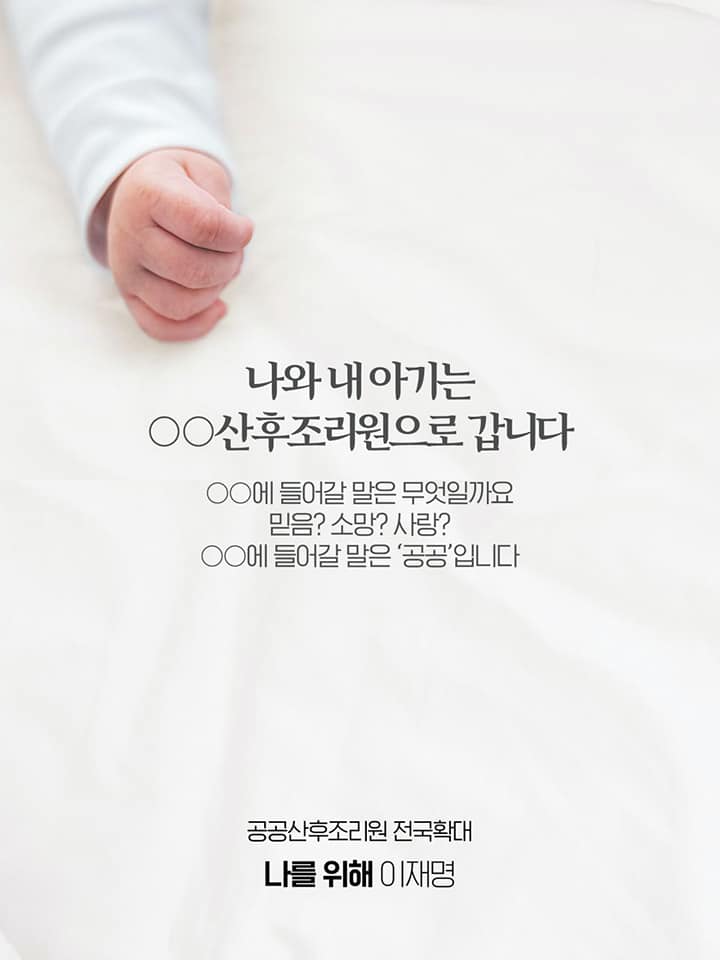 나와 내 아기는
○○산후조리원으로 갑니다
○○에 들어갈 말은 무엇일까요
믿음? 소망? 사랑?
○○에 들어갈 말은 ‘공공’입니다
공공산후조리원 전국확대
나를 위해 이재명